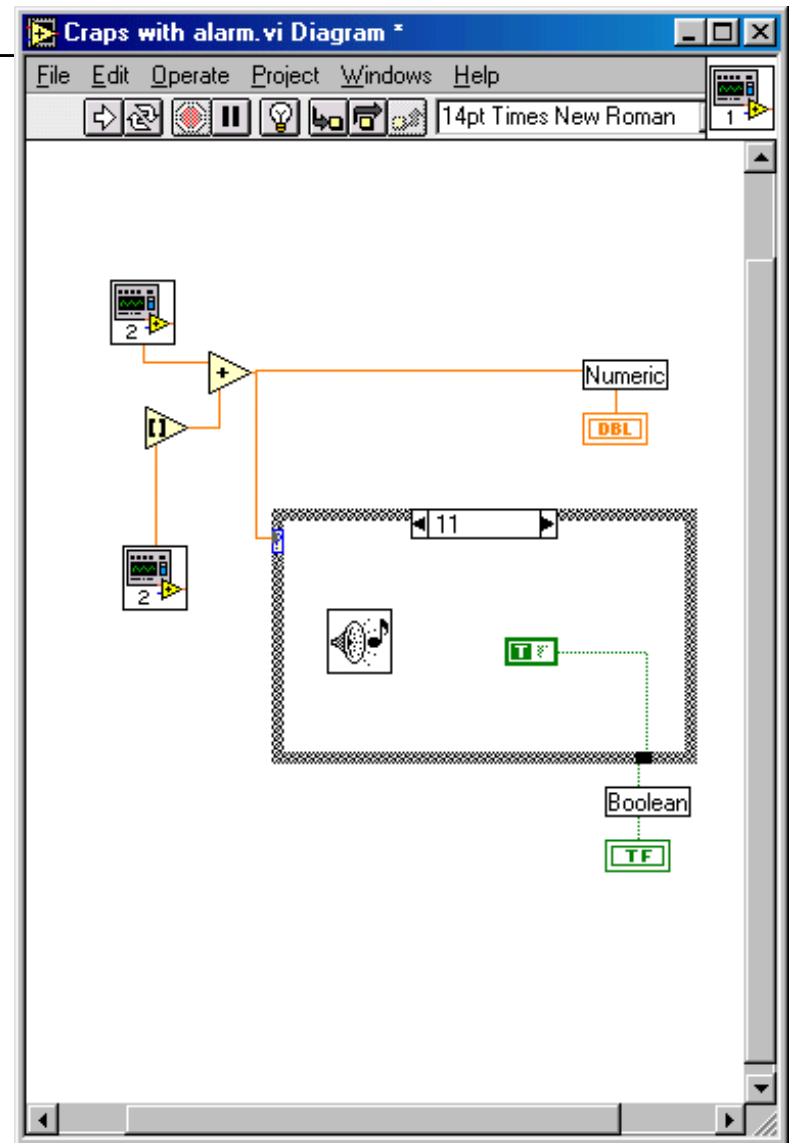 Craps with alarm.vi Diagram *
File Edit Operate Project Windows Help
14pt Times New Roman
1
2
+
Numeric
[ ]
DBL
11
2
?
T F
Boolean
TF